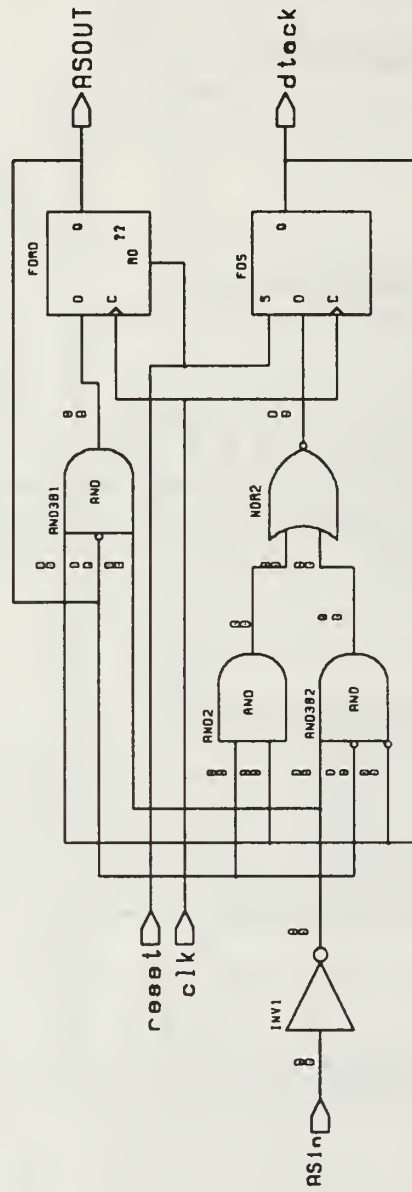 ASOUT
FDRD
D
Q
C
??
RD
AND3B1
AND
reset
clk
dtack
FDS
S
D
Q
C
NOR2
AND2
AND
AND3B2
AND
INV1
ASin